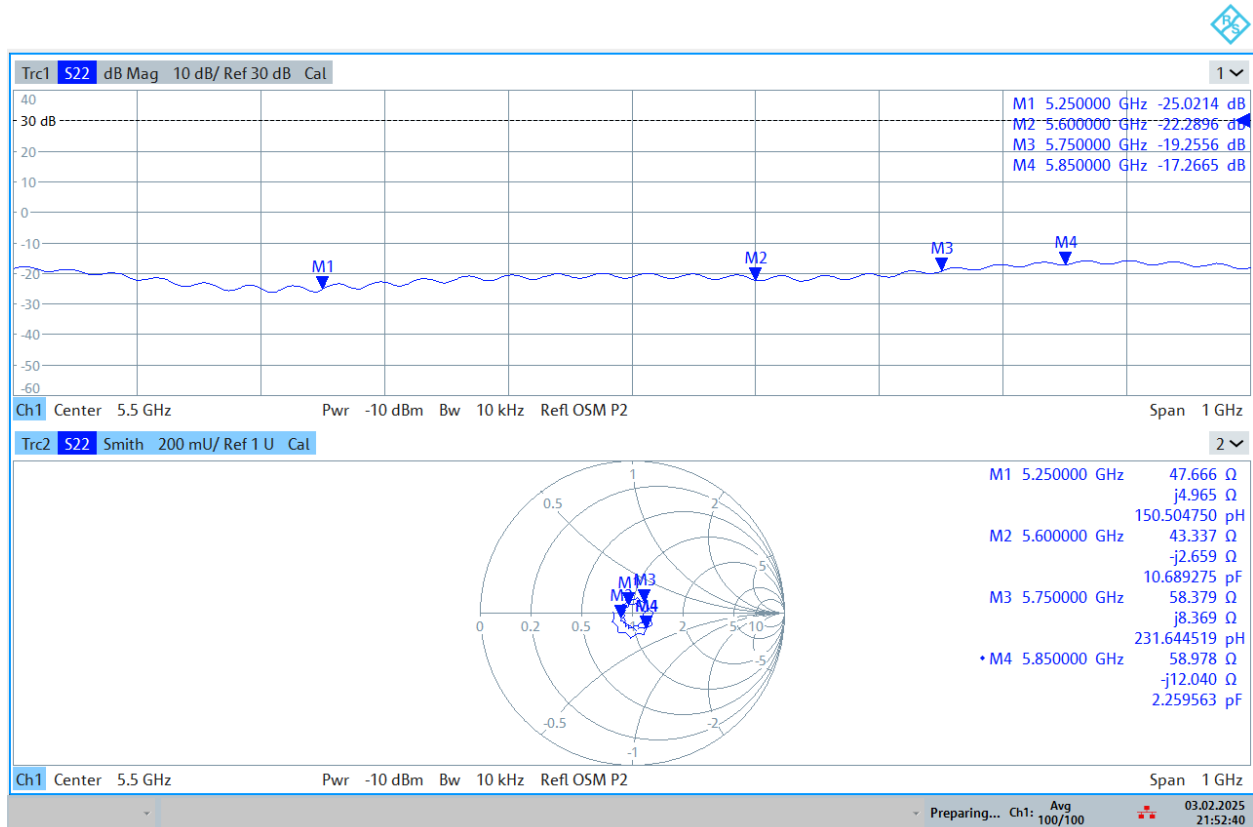 R&S
Trc1 S22 dB Mag 10 dB/ Ref 30 dB Cal
1
40
30 dB
20
10
0
-10
-20
-30
-40
-50
-60
M1 5.250000 GHz -25.0214 dB
M2 5.600000 GHz -22.2896 dB
M3 5.750000 GHz -19.2556 dB
M4 5.850000 GHz -17.2665 dB
M1
M2
M3
M4
Ch1 Center 5.5 GHz Pwr -10 dBm Bw 10 kHz Refl OSM P2 Span 1 GHz
Trc2 S22 Smith 200 mU/ Ref 1 U Cal
2
1
0.5
2
5
M1 M3
M4
0 0.2 0.5 1 2 5 10
-5
-0.5
-2
-1
M1 5.250000 GHz 47.666 Ω
j4.965 Ω
150.504750 pH
M2 5.600000 GHz 43.337 Ω
-j2.659 Ω
10.689275 pF
M3 5.750000 GHz 58.379 Ω
j8.369 Ω
231.644519 pH
M4 5.850000 GHz 58.978 Ω
-j12.040 Ω
2.259563 pF
Ch1 Center 5.5 GHz Pwr -10 dBm Bw 10 kHz Refl OSM P2 Span 1 GHz
Preparing... Ch1: Avg 100/100
03.02.2025
21:52:40